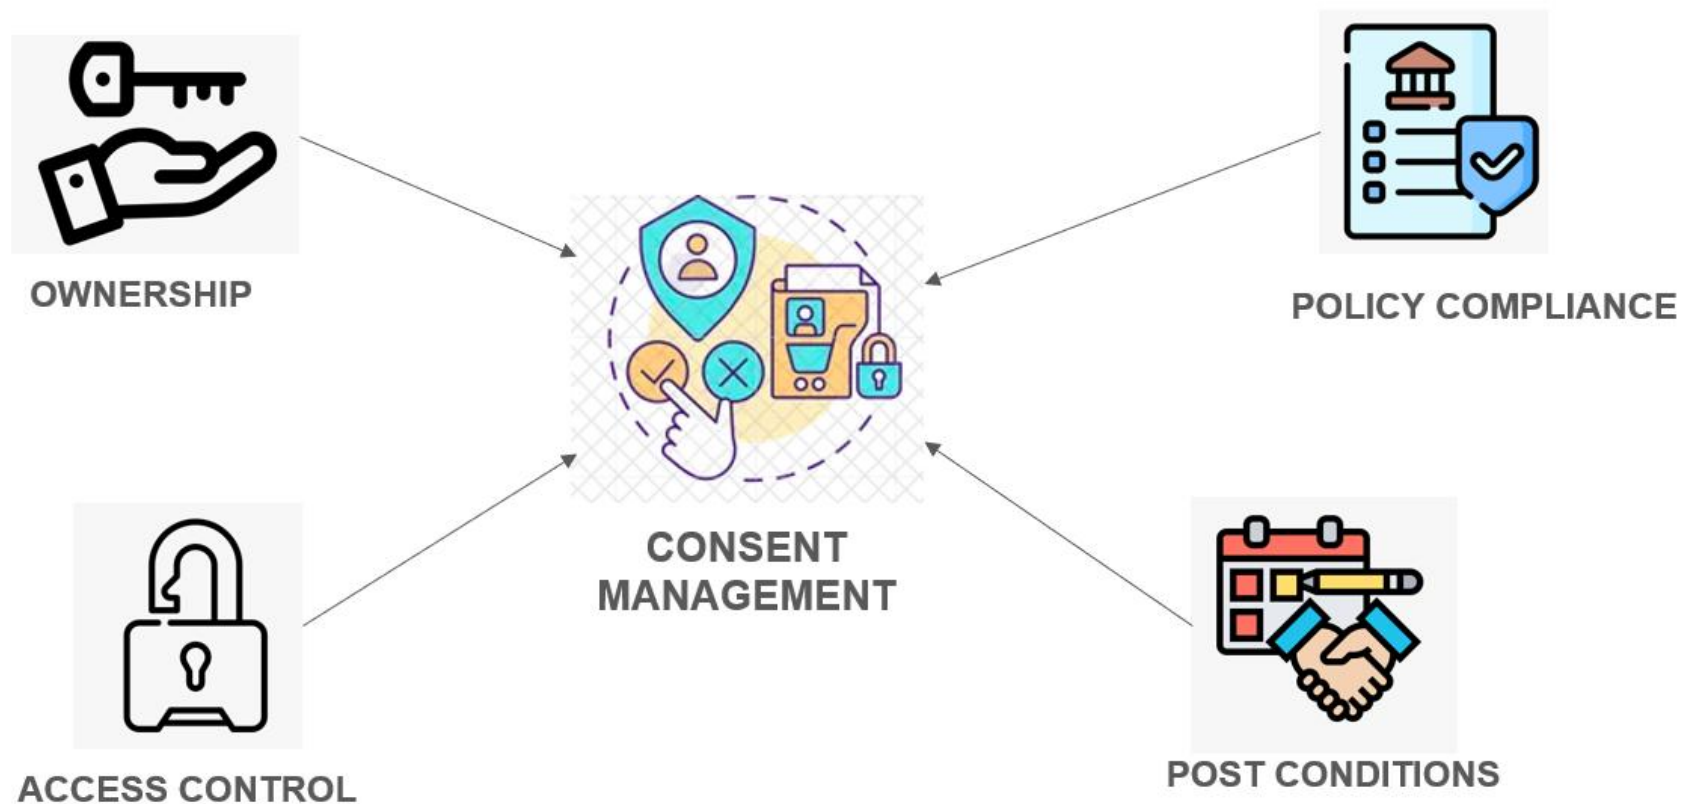 OWNERSHIP
POLICY COMPLIANCE
CONSENT
MANAGEMENT
ACCESS CONTROL
POST CONDITIONS